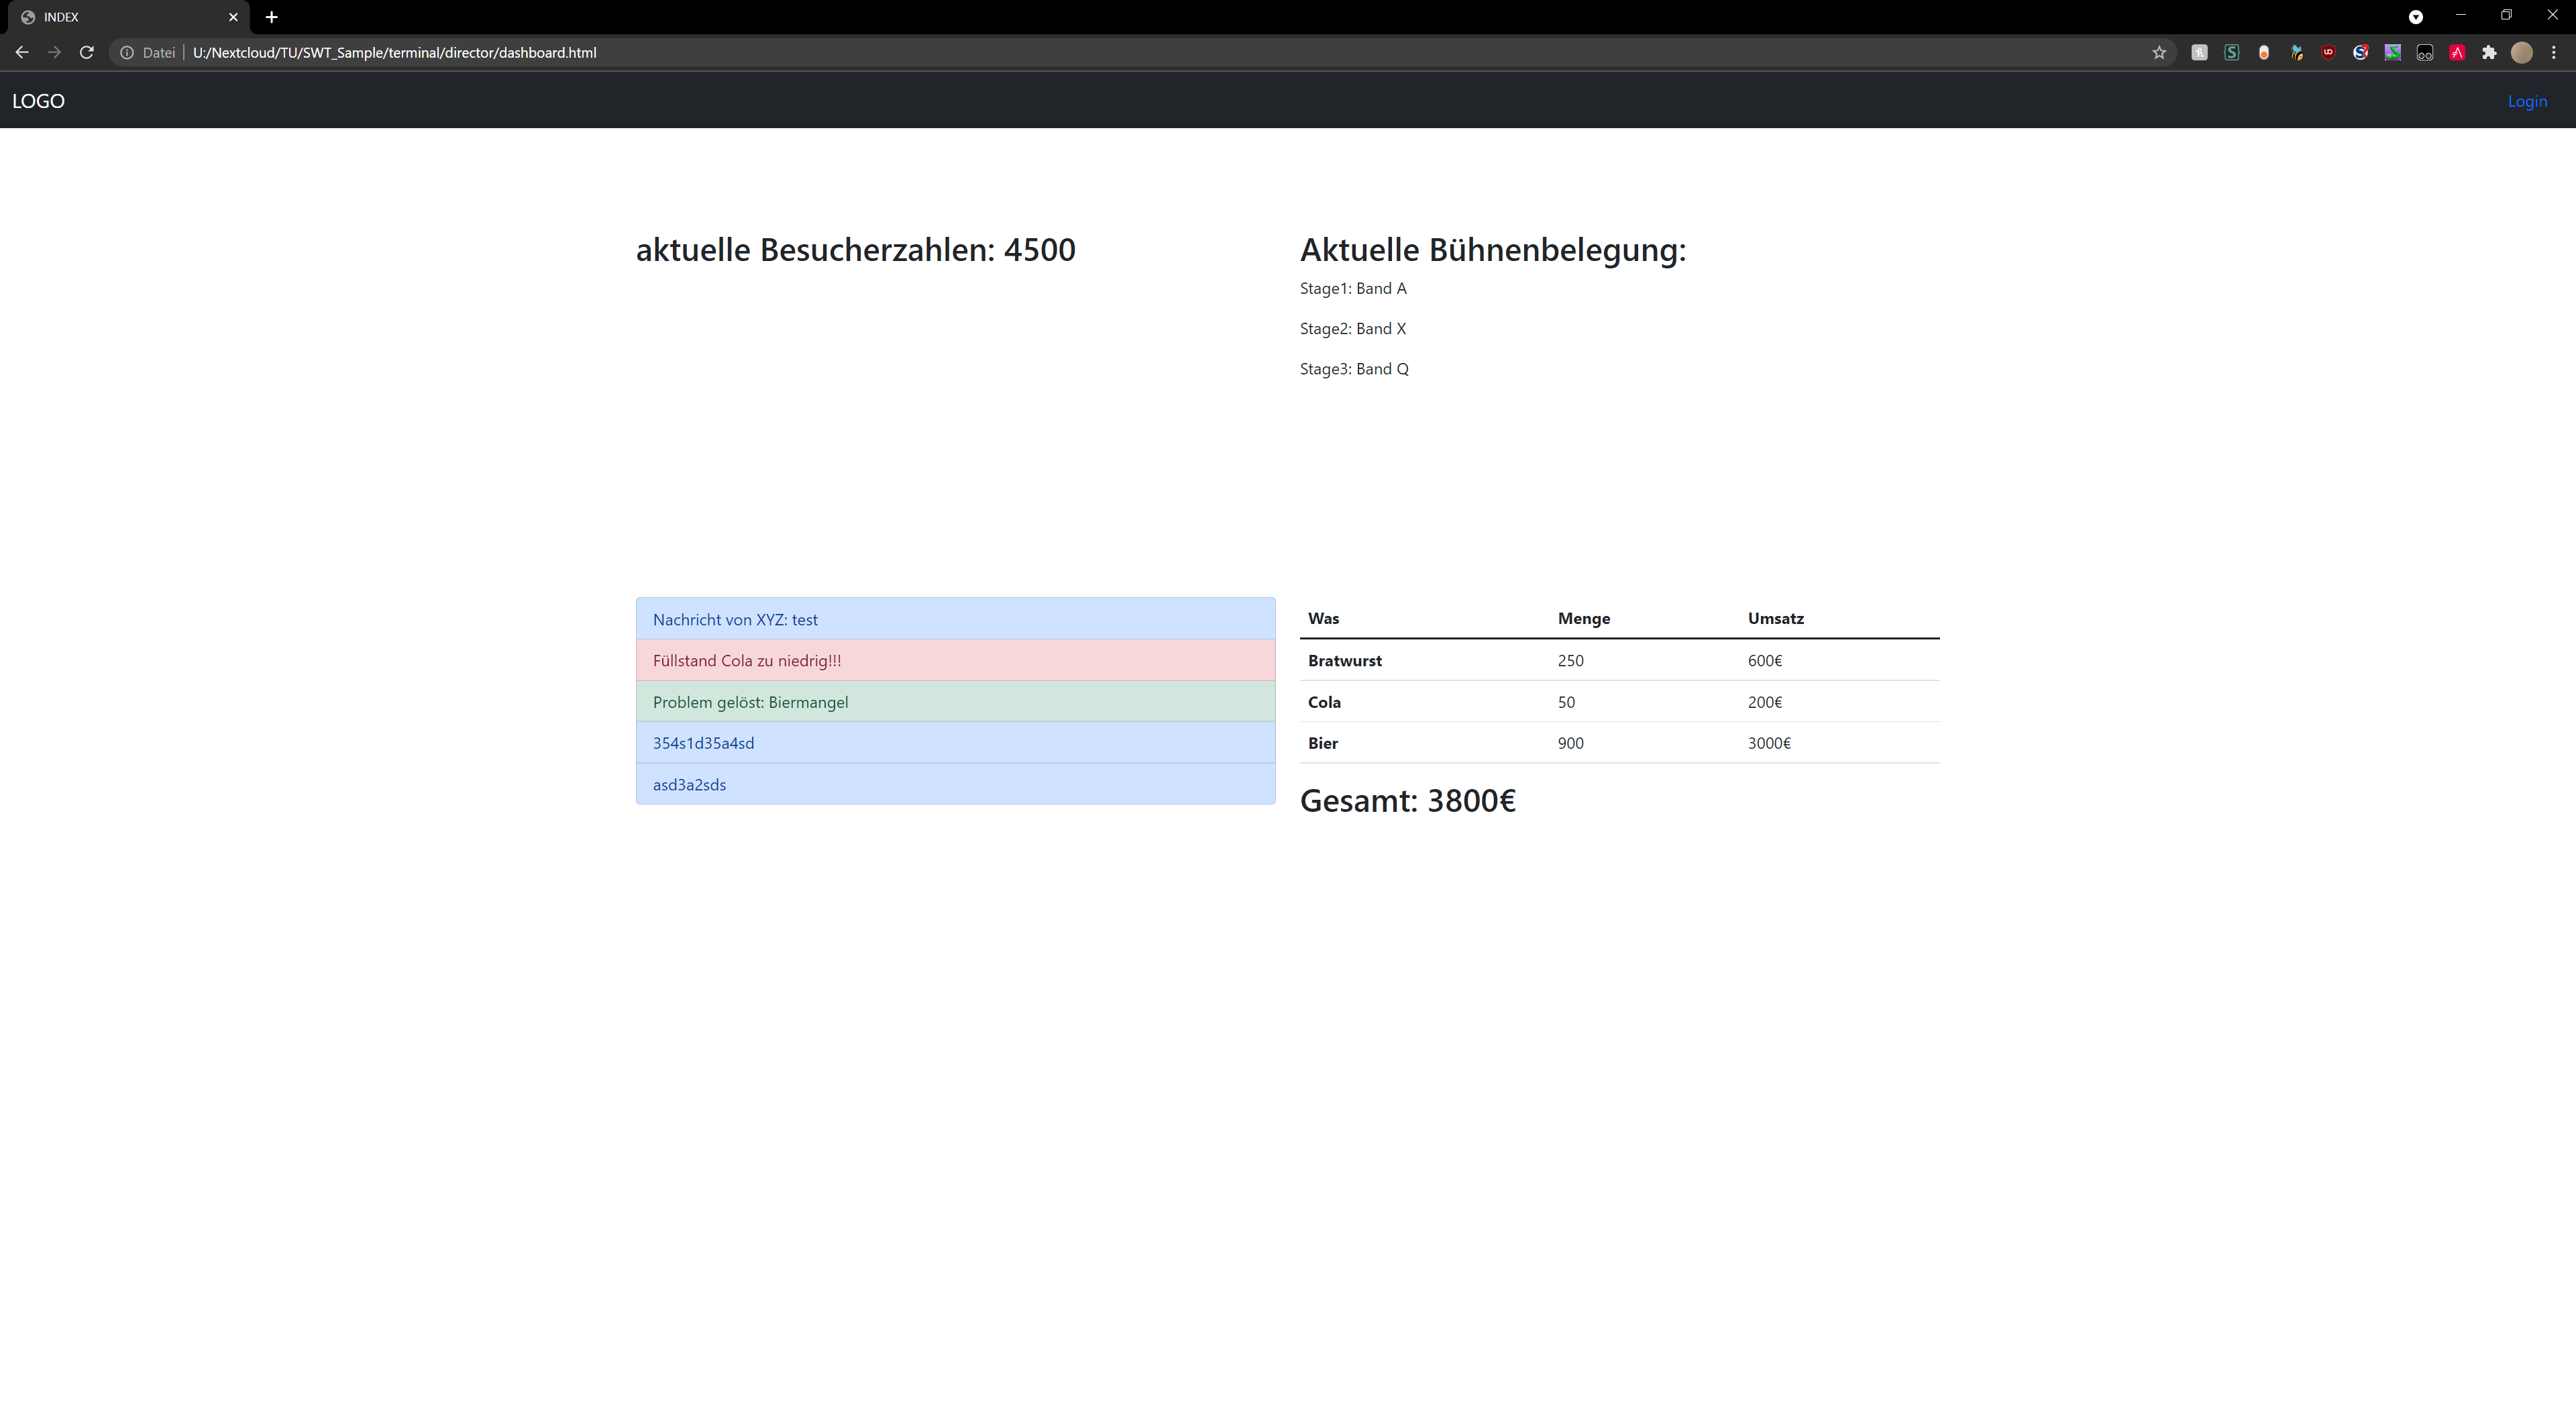 INDEX
Datei U:/Nextcloud/TU/SWT_Sample/terminal/director/dashboard.html
LOGO Login
aktuelle Besucherzahlen: 4500
Aktuelle Bühnenbelegung:
Stage1: Band A
Stage2: Band X
Stage3: Band Q
Nachricht von XYZ: test
Füllstand Cola zu niedrig!!!
Problem gelöst: Biermangel
354s1d35a4sd
asd3a2sds
Was Menge Umsatz
Bratwurst 250 600€
Cola 50 200€
Bier 900 3000€
Gesamt: 3800€